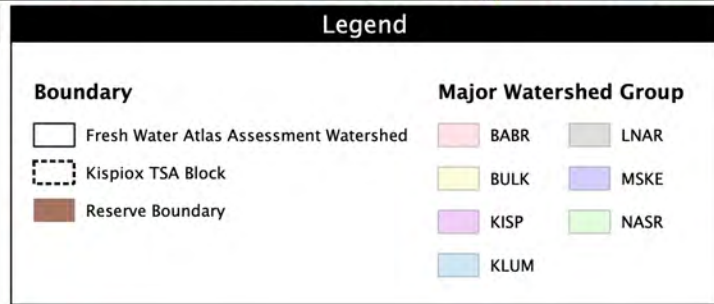 Legend
Boundary
Fresh Water Atlas Assessment Watershed
Kispiox TSA Block
Reserve Boundary
Major Watershed Group
BABR
LNAR
BULK
MSKE
KISP
NASR
KLUM